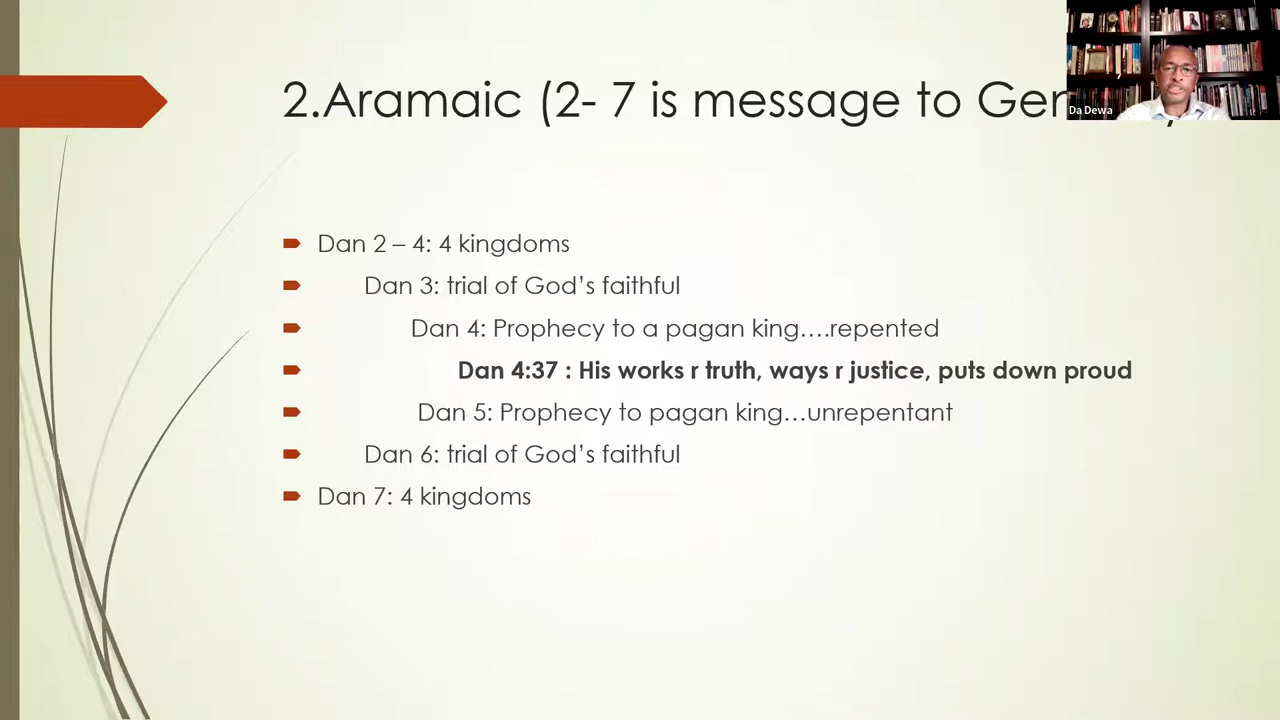 2.Aramaic (2- 7 is message to
Da Dewa
Dan 2 – 4: 4 kingdoms
Dan 3: trial of God’s faithful
Dan 4: Prophecy to a pagan king….repented
Dan 4:37 : His works r truth, ways r justice, puts down proud
Dan 5: Prophecy to pagan king…unrepentant
Dan 6: trial of God’s faithful
Dan 7: 4 kingdoms